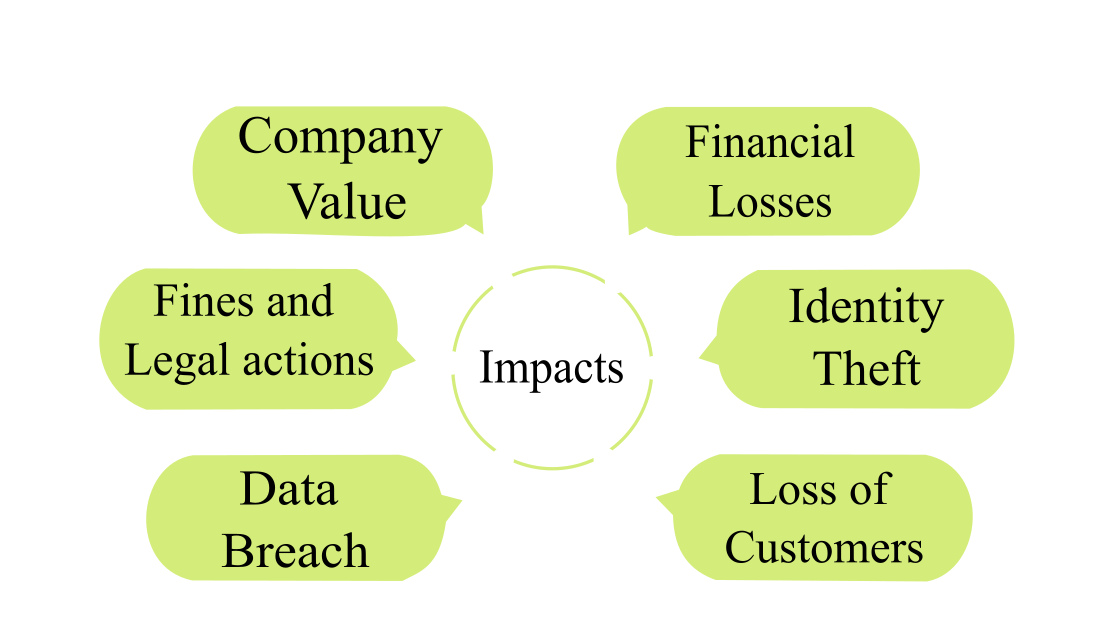 Company
Value
Financial
Losses
Fines and
Legal actions
Impacts
Identity
Theft
Data
Breach
Loss of
Customers